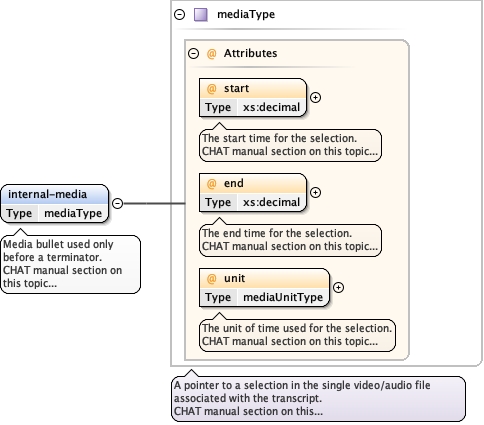 mediaType
@ Attributes
@ start
Type xs:decimal
The start time for the selection.
CHAT manual section on this topic...
@ end
Type xs:decimal
The end time for the selection.
CHAT manual section on this topic...
internal-media
Type mediaType
Media bullet used only
before a terminator.
CHAT manual section on
this topic...
@ unit
Type mediaUnitType
The unit of time used for the selection.
CHAT manual section on this topic...
A pointer to a selection in the single video/audio file
associated with the transcript.
CHAT manual section on this...